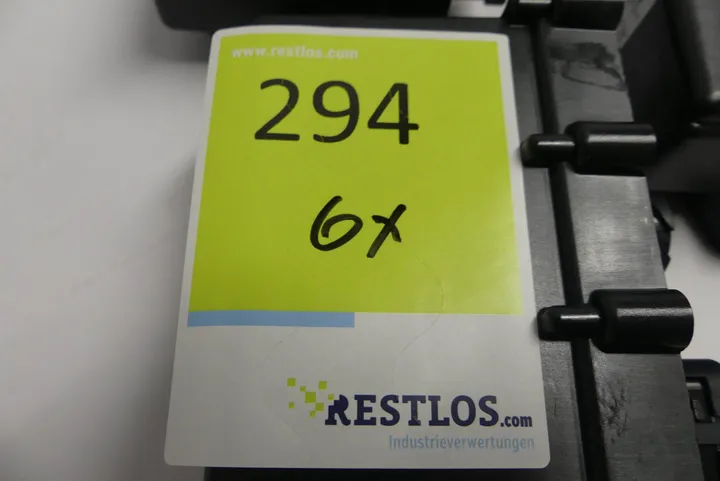 www.restlos.com
294
6x
RESTLOS.com
Industrieverwertungen